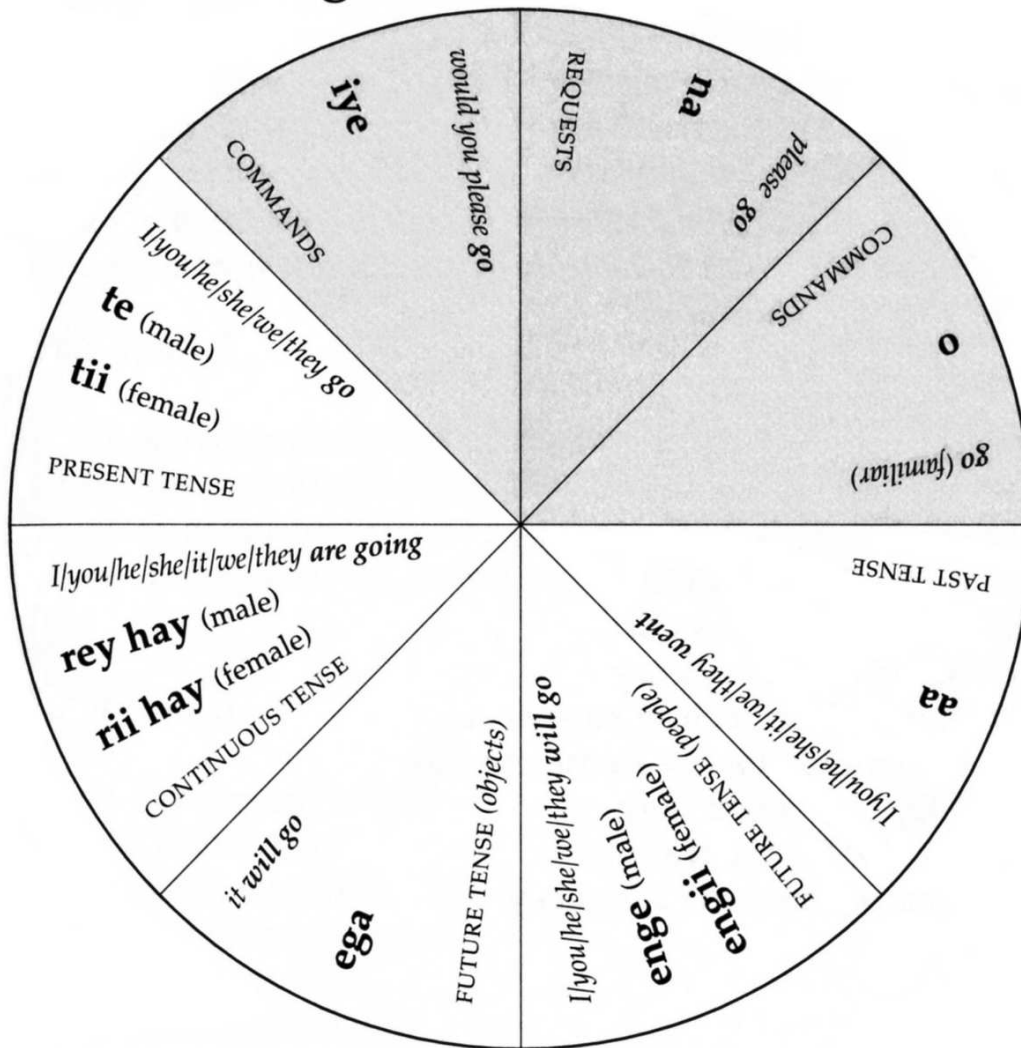 COMMANDS
iye
would you please go
REQUESTS
na
please go
COMMANDS
o
go (familiar)
PAST TENSE
aa
I/you/he/she/it/we/they went
FUTURE TENSE (people)
engii (female)
enge (male)
I/you/he/she/we/they will go
FUTURE TENSE (objects)
ega
it will go
CONTINUOUS TENSE
rii hay (female)
rey hay (male)
I/you/he/she/it/we/they are going
PRESENT TENSE
tii (female)
te (male)
I/you/he/she/we/they go